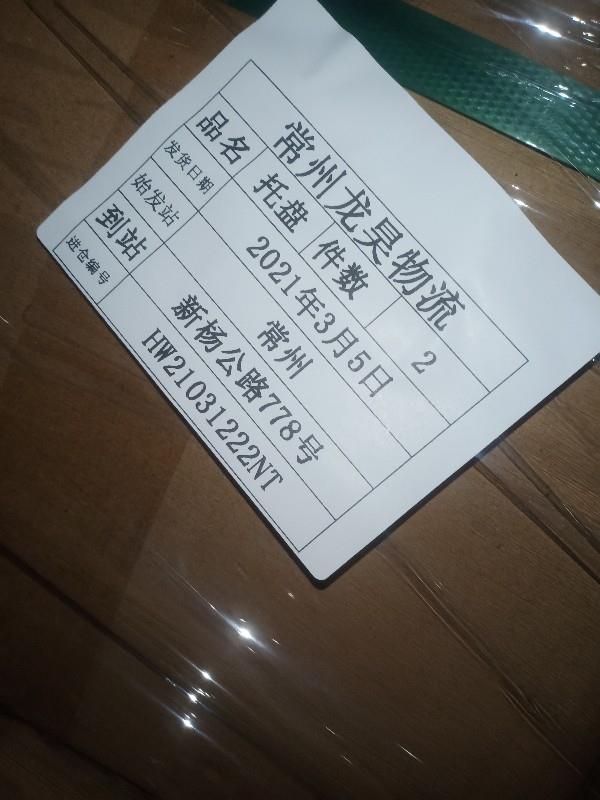 常州龙昊物流
品名 托盘 件数 2
发货日期 2021年3月5日
始发站 常州
到站 新杨公路778号
进仓编号 HW21031222NT